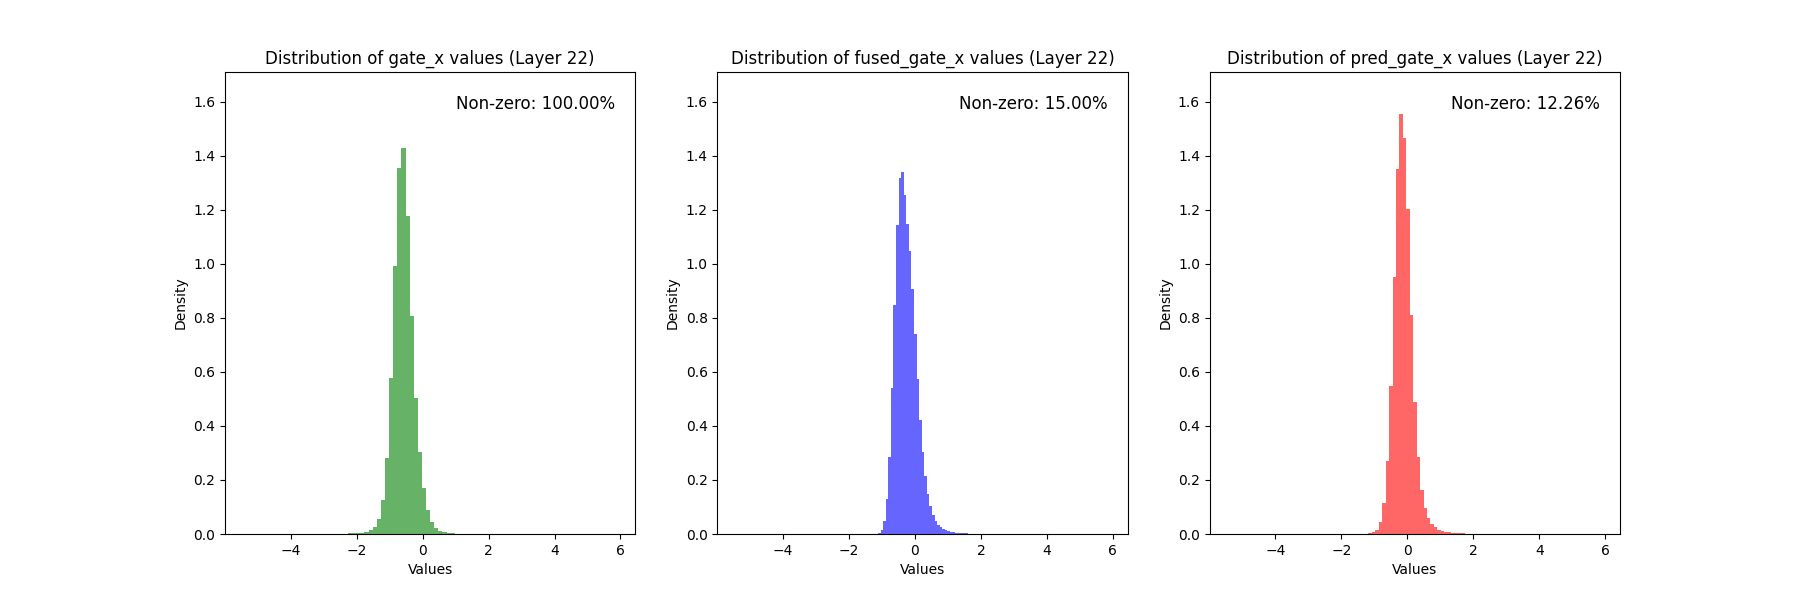 Distribution of gate_x values (Layer 22)
Non-zero: 100.00%
1.6
1.4
1.2
1.0
0.8
0.6
0.4
0.2
0.0
Density
−4 −2 0 2 4 6
Values
Distribution of fused_gate_x values (Layer 22)
Non-zero: 15.00%
1.6
1.4
1.2
1.0
0.8
0.6
0.4
0.2
0.0
Density
−4 −2 0 2 4 6
Values
Distribution of pred_gate_x values (Layer 22)
Non-zero: 12.26%
1.6
1.4
1.2
1.0
0.8
0.6
0.4
0.2
0.0
Density
−4 −2 0 2 4 6
Values